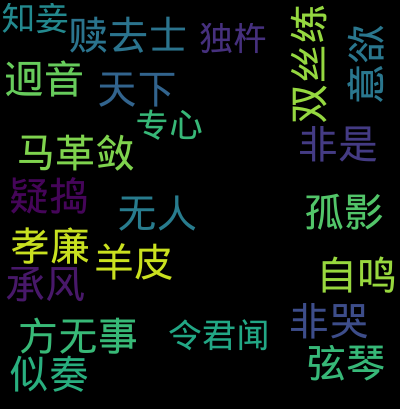 知妾
赎去士
独杵
双丝练
意欲
迥音
天下
专心
非是
马革敛
疑捣
无人
孤影
孝廉
羊皮
承风
自鸣
方无事
令君闻
非哭
弦琴
似奏